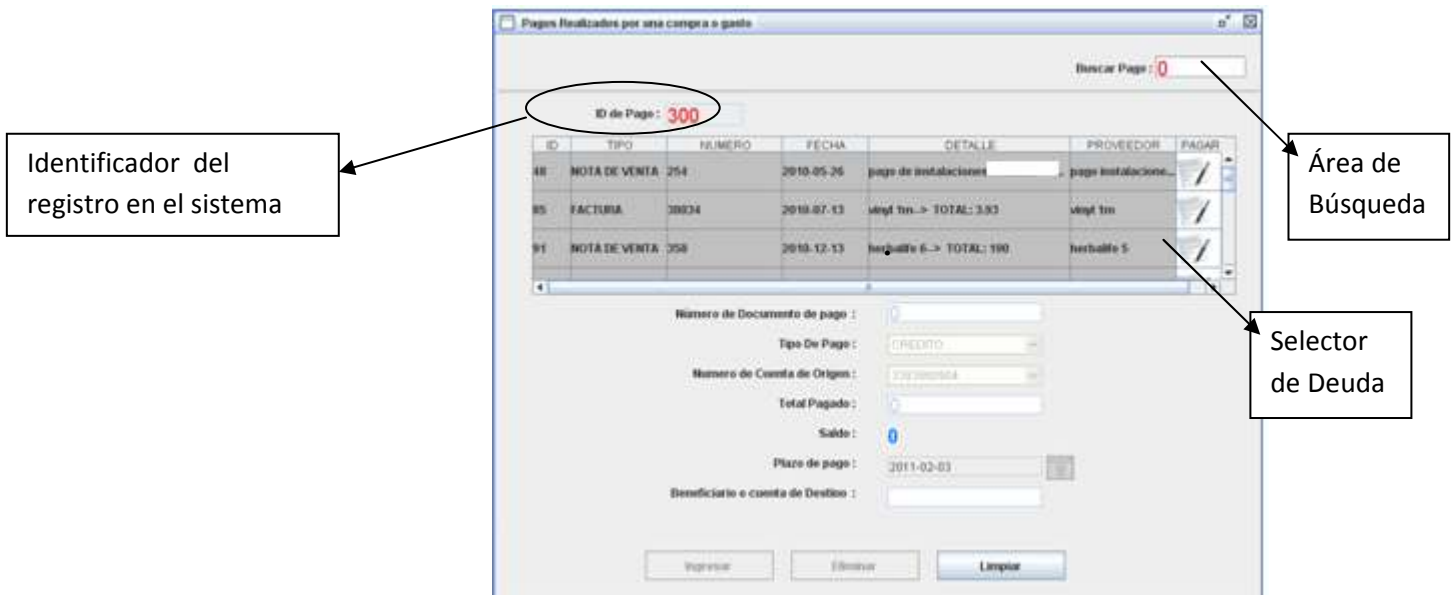 Pagos Realizados por una compra o gasto
Buscar Pago : 0
ID de Pago : 300
Identificador del
registro en el sistema
Área de
Búsqueda
ID TIPO NUMERO FECHA DETALLE PROVEEDOR PAGAR
48 NOTA DE VENTA 254 2010-05-26 pago de instalaciones pago instalacione...
85 FACTURA 2010-07-13 vinyl 1m--> TOTAL: 3.93 vinyl 1m
91 NOTA DE VENTA 358 2010-12-13 herbalife 6--> TOTAL: 190 herbalife 5
Número de Documento de pago : 0
Tipo De Pago : CREDITO
Selector
de Deuda
Numero de Cuenta de Origen :
Total Pagado : 0
Saldo : 0
Plazo de pago : 2011-02-03
Beneficiario o cuenta de Destino :
Ingresar Eliminar Limpiar